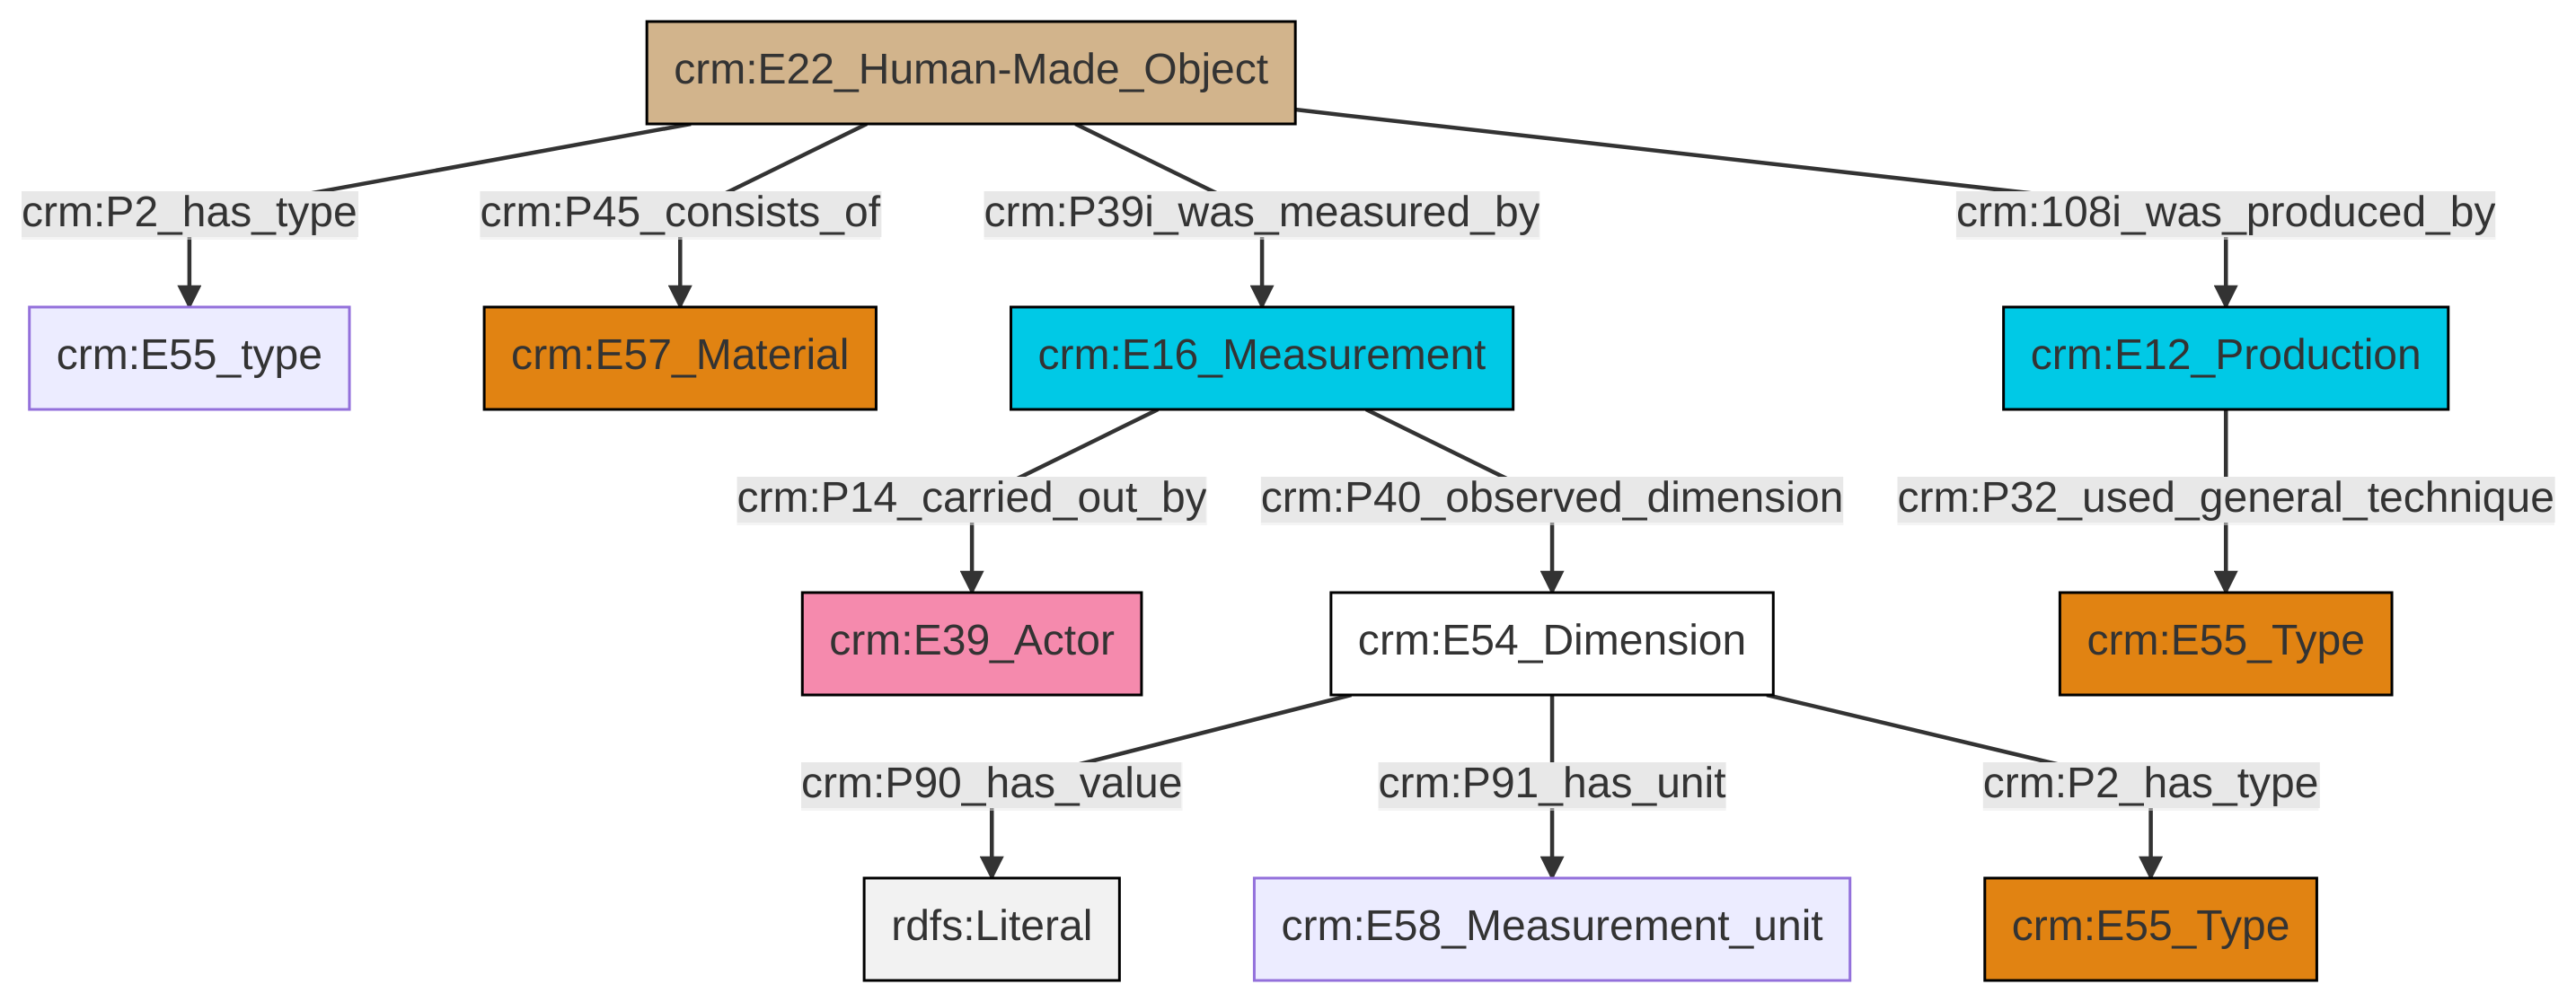 crm:E22_Human-Made_Object
crm:P2_has_type
crm:P45_consists_of
crm:P39i_was_measured_by
crm:108i_was_produced_by
crm:E55_type
crm:E57_Material
crm:E16_Measurement
crm:E12_Production
crm:P14_carried_out_by
crm:P40_observed_dimension
crm:P32_used_general_technique
crm:E39_Actor
crm:E54_Dimension
crm:E55_Type
crm:P90_has_value
crm:P91_has_unit
crm:P2_has_type
rdfs:Literal
crm:E58_Measurement_unit
crm:E55_Type